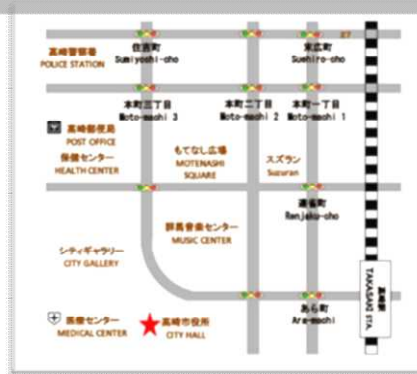 高崎警察署
POLICE STATION
住吉町
Sumiyoshi-cho
末広町
Suehiro-cho
27
本町三丁目
Moto-machi 3
本町二丁目
Moto-machi 2
本町一丁目
Moto-machi 1
高崎郵便局
POST OFFICE
保健センター
HEALTH CENTER
もてなし広場
MOTENASHI
SQUARE
スズラン
Suzuran
連雀町
Renjaku-cho
群馬音楽センター
MUSIC CENTER
シティギャラリー
CITY GALLERY
高崎駅
TAKASAKI STA.
医療センター
MEDICAL CENTER
高崎市役所
CITY HALL
あら町
Ara-machi